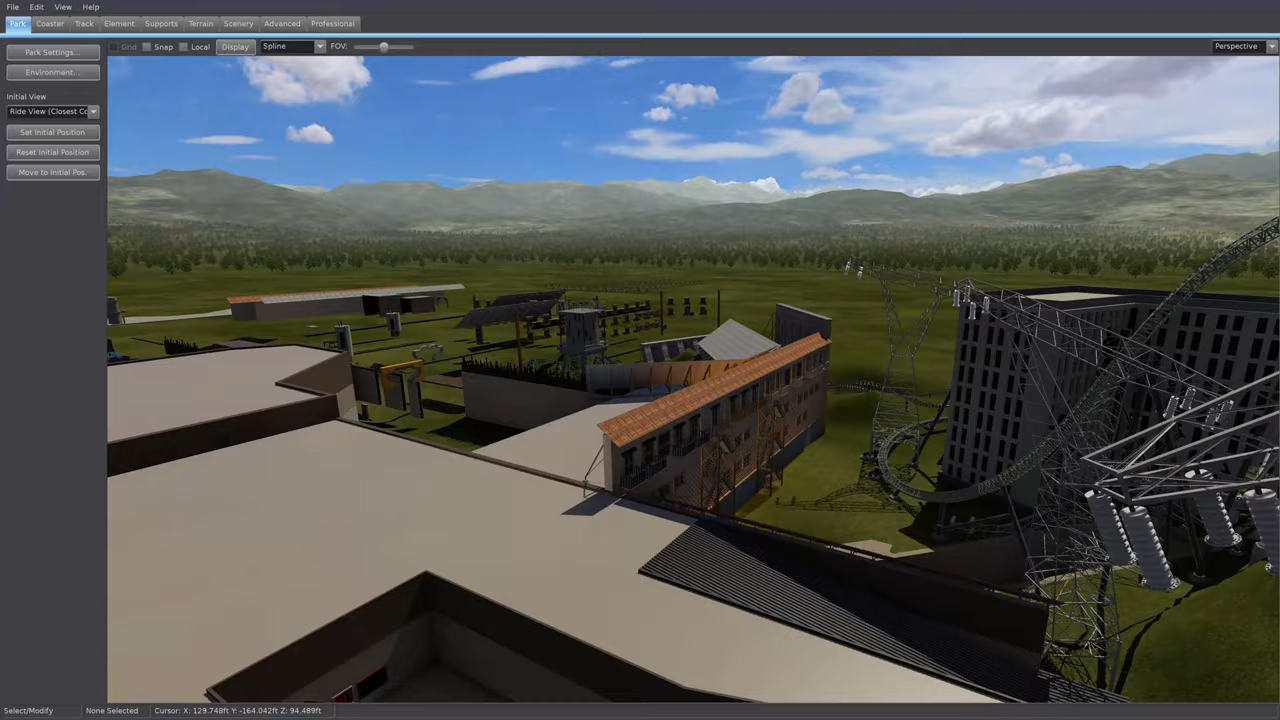 File Edit View Help
Park Coaster Track Element Supports Terrain Scenery Advanced Professional
Grid Snap Local Display Spline FOV: Perspective
Park Settings...
Environment...
Initial View
Ride View (Closest Co
Set Initial Position
Reset Initial Position
Move to Initial Pos.
Select/Modify None Selected Cursor: X: 129.748ft Y: -164.042ft Z: 94.489ft